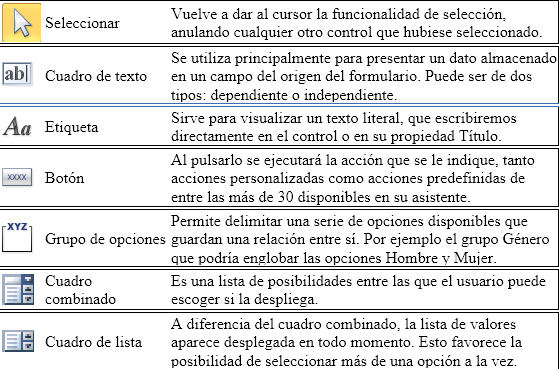 Seleccionar
Vuelve a dar al cursor la funcionalidad de selección,
anulando cualquier otro control que hubiese seleccionado.
ab|
Cuadro de texto
Se utiliza principalmente para presentar un dato almacenado
en un campo del origen del formulario. Puede ser de dos
tipos: dependiente o independiente.
Aa
Etiqueta
Sirve para visualizar un texto literal, que escribiremos
directamente en el control o en su propiedad Título.
xxxx
Botón
Al pulsarlo se ejecutará la acción que se le indique, tanto
acciones personalizadas como acciones predefinidas de
entre las más de 30 disponibles en su asistente.
XYZ
Grupo de opciones
Permite delimitar una serie de opciones disponibles que
guardan una relación entre sí. Por ejemplo el grupo Género
que podría englobar las opciones Hombre y Mujer.
Cuadro
combinado
Es una lista de posibilidades entre las que el usuario puede
escoger si la despliega.
Cuadro de lista
A diferencia del cuadro combinado, la lista de valores
aparece desplegada en todo momento. Esto favorece la
posibilidad de seleccionar más de una opción a la vez.